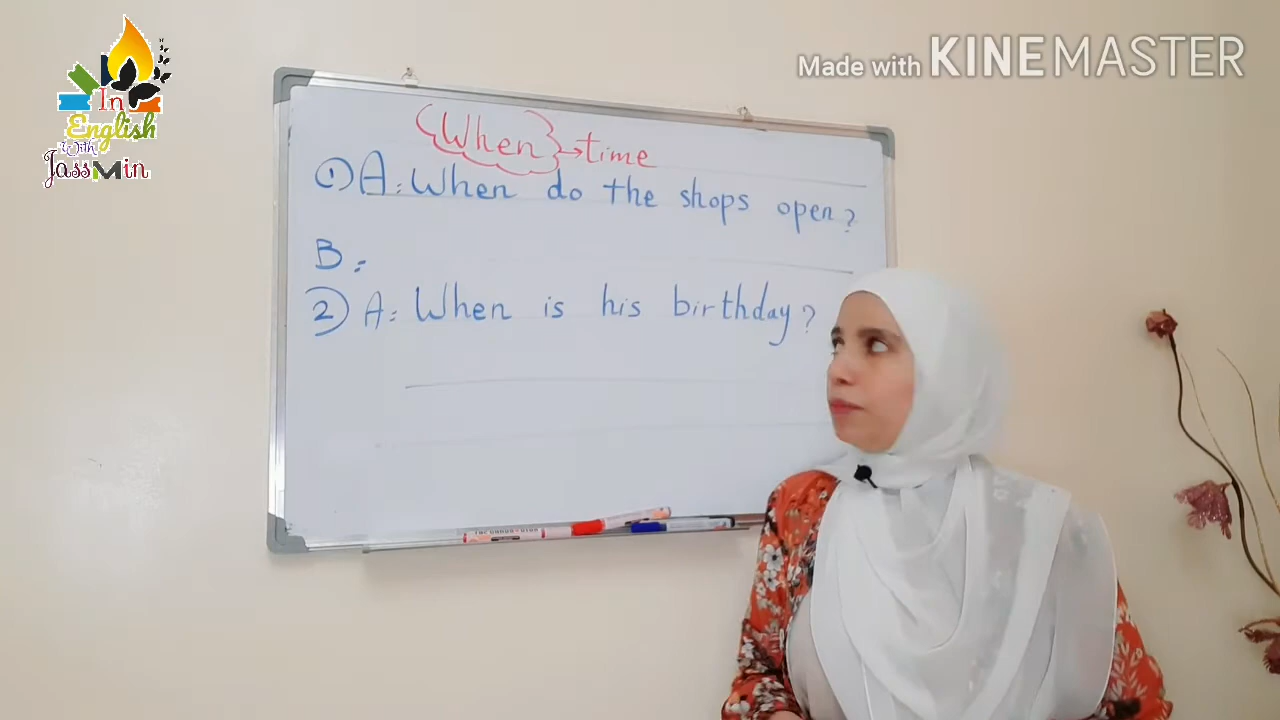 In
English
with
JassMin
Made with KINEMASTER
When → time
① A: When do the shops open?
B:
② A: When is his birthday?